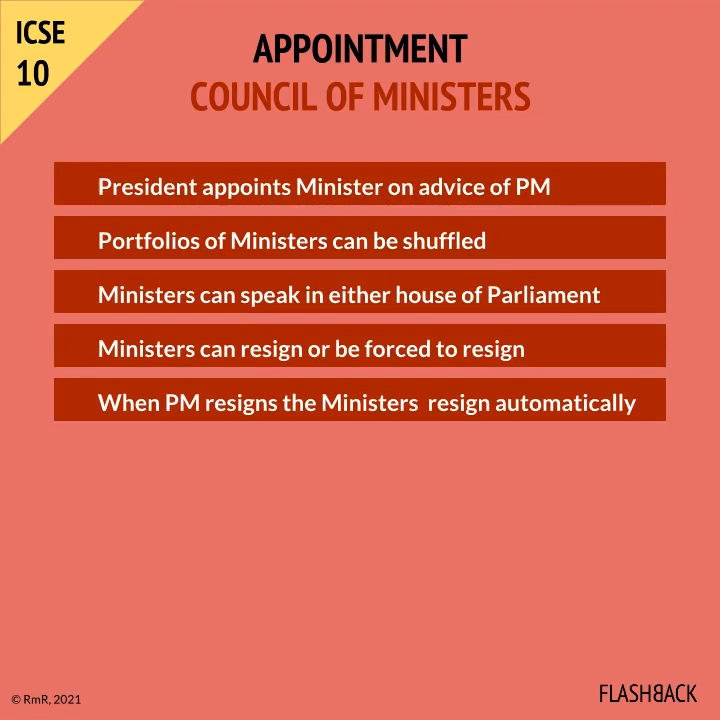 ICSE
10
APPOINTMENT
COUNCIL OF MINISTERS
President appoints Minister on advice of PM
Portfolios of Ministers can be shuffled
Ministers can speak in either house of Parliament
Ministers can resign or be forced to resign
When PM resigns the Ministers  resign automatically
© RmR, 2021
FLASHBACK